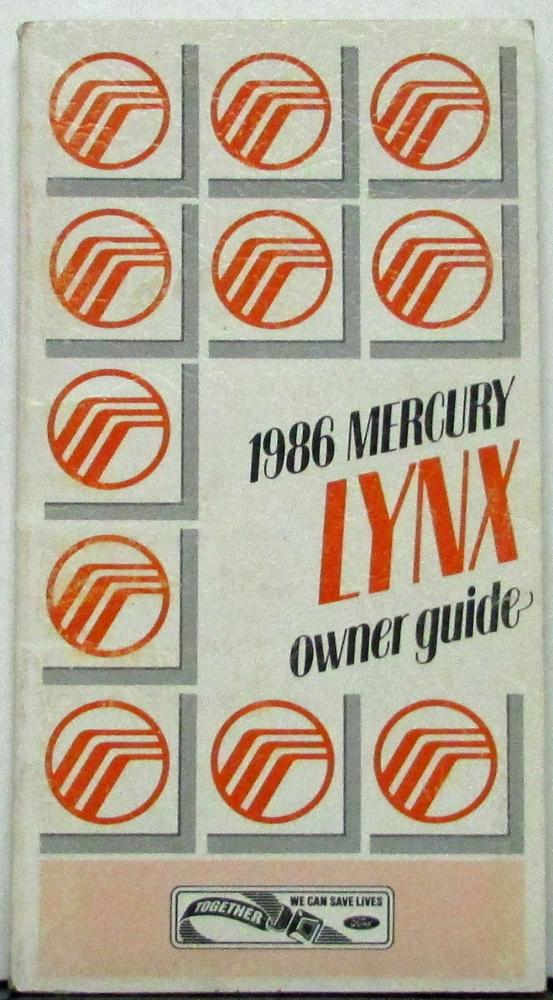 1986 MERCURY
LYNX
owner guide
TOGETHER
WE CAN SAVE LIVES
Ford